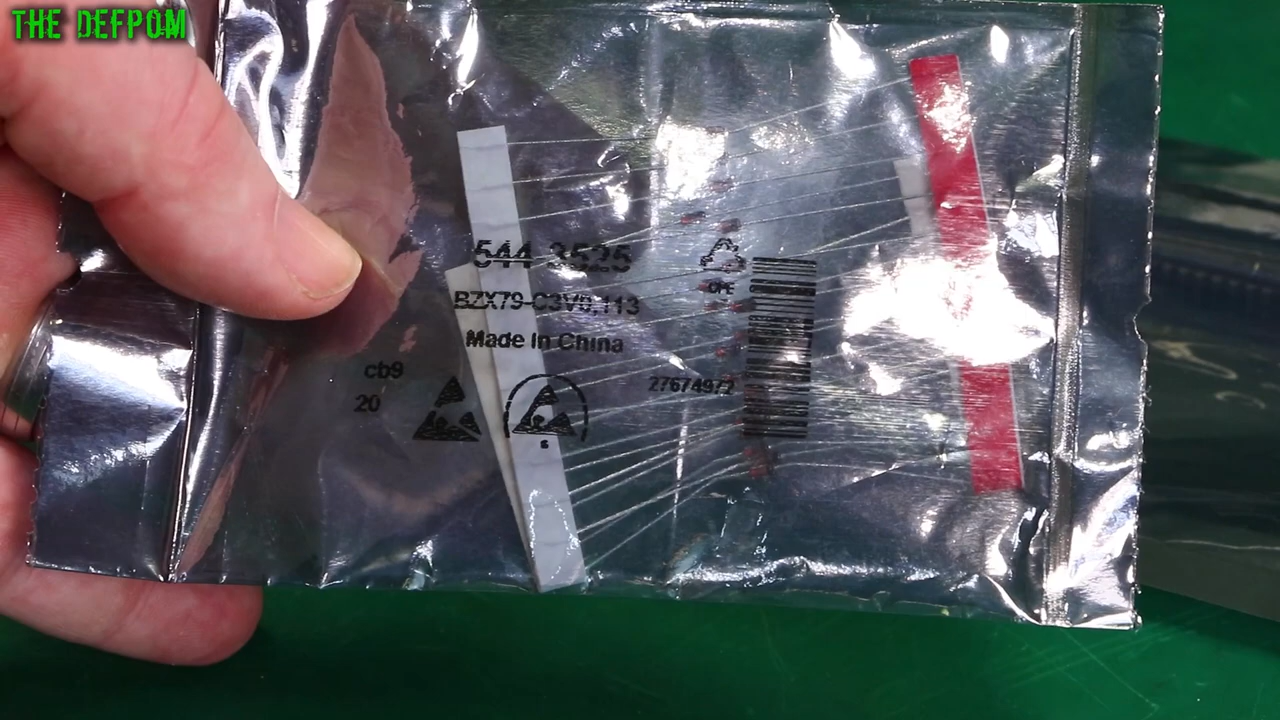 THE DEFPOM
544-3525
BZX79-C3V0,113
Made In China
cb9
20
27674972